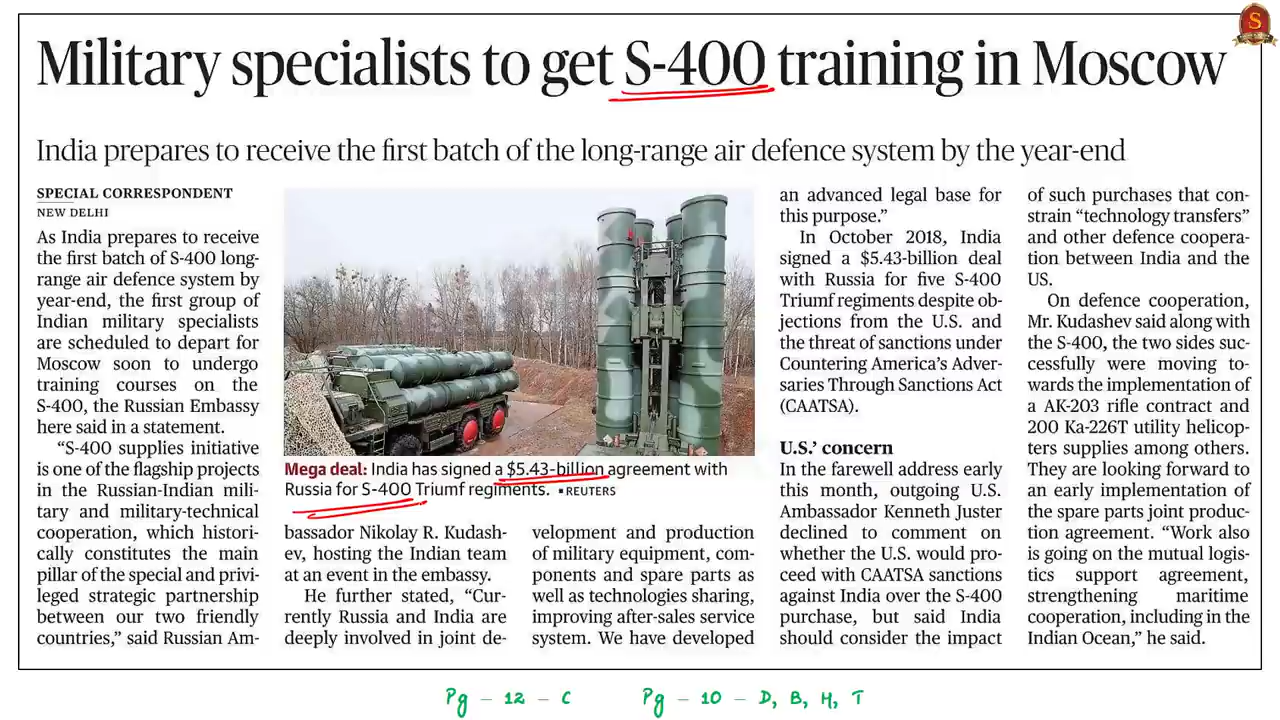 S
Military specialists to get S-400 training in Moscow
India prepares to receive the first batch of the long-range air defence system by the year-end
SPECIAL CORRESPONDENT
NEW DELHI
As India prepares to receive
the first batch of S-400 long-
range air defence system by
year-end, the first group of
Indian military specialists
are scheduled to depart for
Moscow soon to undergo
training courses on the
S-400, the Russian Embassy
here said in a statement.
“S-400 supplies initiative
is one of the flagship projects
in the Russian-Indian mili-
tary and military-technical
cooperation, which histori-
cally constitutes the main
pillar of the special and privi-
leged strategic partnership
between our two friendly
countries,” said Russian Am-
Mega deal: India has signed a $5.43-billion agreement with
Russia for S-400 Triumf regiments. ▪REUTERS
bassador Nikolay R. Kudash-
ev, hosting the Indian team
at an event in the embassy.
He further stated, “Cur-
rently Russia and India are
deeply involved in joint de-
velopment and production
of military equipment, com-
ponents and spare parts as
well as technologies sharing,
improving after-sales service
system. We have developed
an advanced legal base for
this purpose.”
In October 2018, India
signed a $5.43-billion deal
with Russia for five S-400
Triumf regiments despite ob-
jections from the U.S. and
the threat of sanctions under
Countering America’s Adver-
saries Through Sanctions Act
(CAATSA).
U.S.’ concern
In the farewell address early
this month, outgoing U.S.
Ambassador Kenneth Juster
declined to comment on
whether the U.S. would pro-
ceed with CAATSA sanctions
against India over the S-400
purchase, but said India
should consider the impact
of such purchases that con-
strain “technology transfers”
and other defence coopera-
tion between India and the
US.
On defence cooperation,
Mr. Kudashev said along with
the S-400, the two sides suc-
cessfully were moving to-
wards the implementation of
a AK-203 rifle contract and
200 Ka-226T utility helicop-
ters supplies among others.
They are looking forward to
an early implementation of
the spare parts joint produc-
tion agreement. “Work also
is going on the mutual logis-
tics support agreement,
strengthening maritime
cooperation, including in the
Indian Ocean,” he said.
Pg – 12 – C Pg – 10 – D, B, H, T